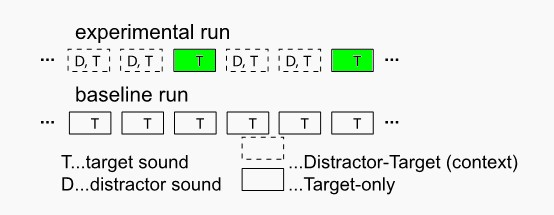 experimental run
... D, T D, T T D, T D, T T ...
baseline run
... T T T T T T ...
T...target sound ...Distractor-Target (context)
D...distractor sound ...Target-only